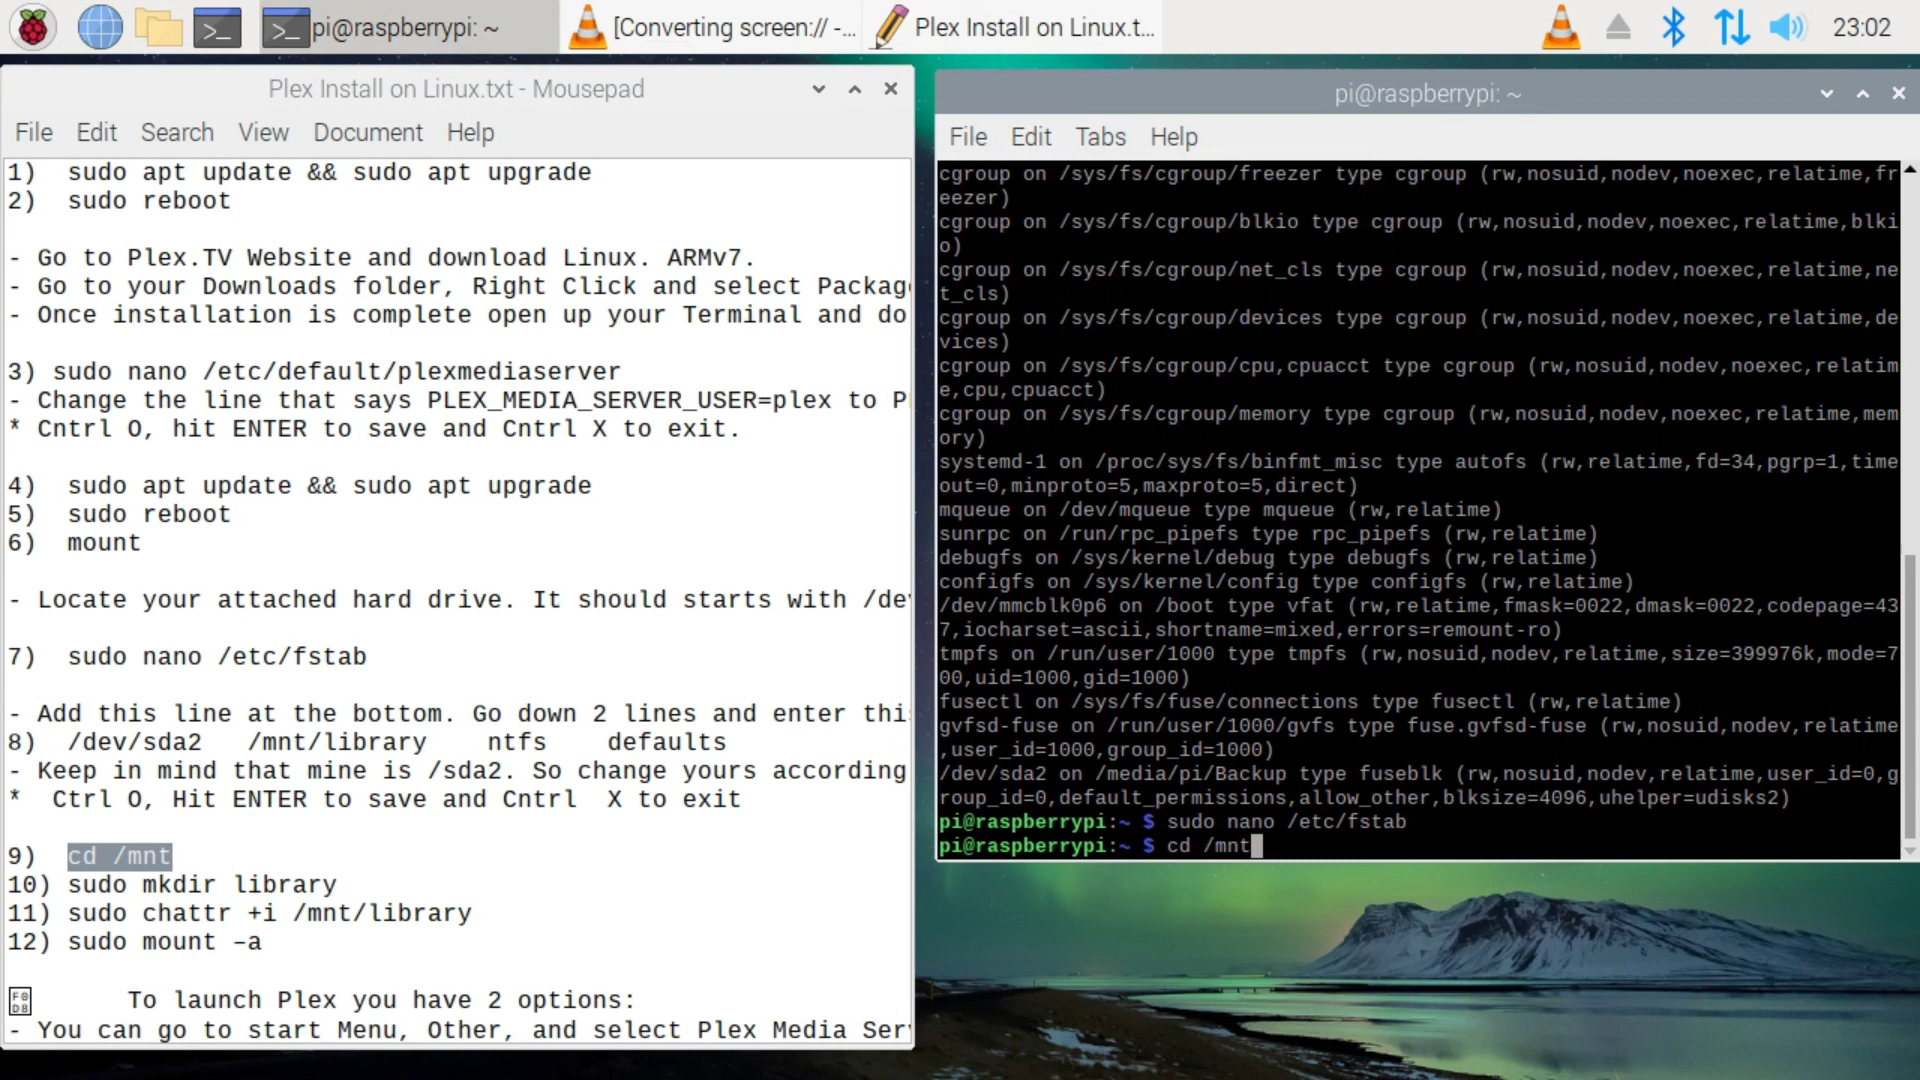 pi@raspberrypi: ~
[Converting screen:// -...
Plex Install on Linux.t...
23:02
Plex Install on Linux.txt - Mousepad
File Edit Search View Document Help
1)  sudo apt update && sudo apt upgrade
2)  sudo reboot
- Go to Plex.TV Website and download Linux. ARMv7.
- Go to your Downloads folder, Right Click and select Packag
- Once installation is complete open up your Terminal and do
3) sudo nano /etc/default/plexmediaserver
- Change the line that says PLEX_MEDIA_SERVER_USER=plex to P
* Cntrl O, hit ENTER to save and Cntrl X to exit.
4)  sudo apt update && sudo apt upgrade
5)  sudo reboot
6)  mount
- Locate your attached hard drive. It should starts with /de
7)  sudo nano /etc/fstab
- Add this line at the bottom. Go down 2 lines and enter thi
8)  /dev/sda2   /mnt/library    ntfs    defaults
- Keep in mind that mine is /sda2. So change yours according
*  Ctrl O, Hit ENTER to save and Cntrl  X to exit
9)  cd /mnt
10) sudo mkdir library
11) sudo chattr +i /mnt/library
12) sudo mount –a
To launch Plex you have 2 options:
- You can go to start Menu, Other, and select Plex Media Ser
pi@raspberrypi: ~
File Edit Tabs Help
cgroup on /sys/fs/cgroup/freezer type cgroup (rw,nosuid,nodev,noexec,relatime,fr
eezer)
cgroup on /sys/fs/cgroup/blkio type cgroup (rw,nosuid,nodev,noexec,relatime,blki
o)
cgroup on /sys/fs/cgroup/net_cls type cgroup (rw,nosuid,nodev,noexec,relatime,ne
t_cls)
cgroup on /sys/fs/cgroup/devices type cgroup (rw,nosuid,nodev,noexec,relatime,de
vices)
cgroup on /sys/fs/cgroup/cpu,cpuacct type cgroup (rw,nosuid,nodev,noexec,relatim
e,cpu,cpuacct)
cgroup on /sys/fs/cgroup/memory type cgroup (rw,nosuid,nodev,noexec,relatime,mem
ory)
systemd-1 on /proc/sys/fs/binfmt_misc type autofs (rw,relatime,fd=34,pgrp=1,time
out=0,minproto=5,maxproto=5,direct)
mqueue on /dev/mqueue type mqueue (rw,relatime)
sunrpc on /run/rpc_pipefs type rpc_pipefs (rw,relatime)
debugfs on /sys/kernel/debug type debugfs (rw,relatime)
configfs on /sys/kernel/config type configfs (rw,relatime)
/dev/mmcblk0p6 on /boot type vfat (rw,relatime,fmask=0022,dmask=0022,codepage=43
7,iocharset=ascii,shortname=mixed,errors=remount-ro)
tmpfs on /run/user/1000 type tmpfs (rw,nosuid,nodev,relatime,size=399976k,mode=7
00,uid=1000,gid=1000)
fusectl on /sys/fs/fuse/connections type fusectl (rw,relatime)
gvfsd-fuse on /run/user/1000/gvfs type fuse.gvfsd-fuse (rw,nosuid,nodev,relatime
,user_id=1000,group_id=1000)
/dev/sda2 on /media/pi/Backup type fuseblk (rw,nosuid,nodev,relatime,user_id=0,g
roup_id=0,default_permissions,allow_other,blksize=4096,uhelper=udisks2)
pi@raspberrypi:~ $ sudo nano /etc/fstab
pi@raspberrypi:~ $ cd /mnt